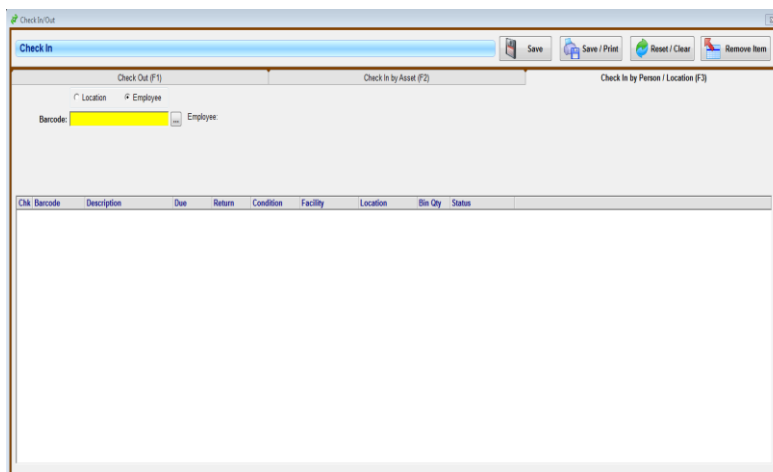 Check In/Out
Check In
Save
Save / Print
Reset / Clear
Remove Item
Check Out (F1)
Check In by Asset (F2)
Check In by Person / Location (F3)
Location
Employee
Barcode:
...
Employee:
Chk Barcode Description Due Return Condition Facility Location Bin Qty Status